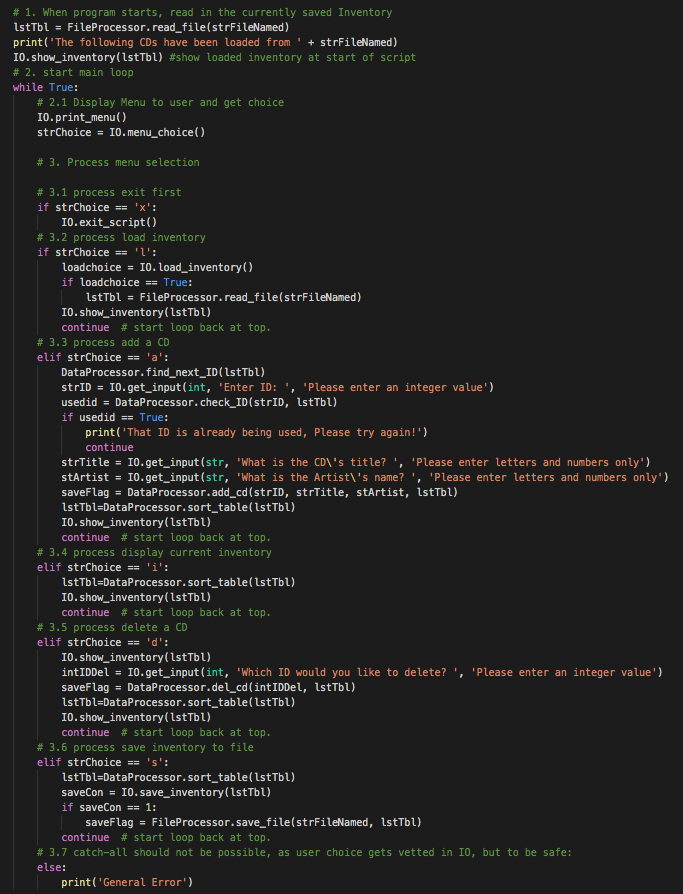 # 1. When program starts, read in the currently saved Inventory
lstTbl = FileProcessor.read_file(strFileNamed)
print('The following CDs have been loaded from ' + strFileNamed)
IO.show_inventory(lstTbl) #show loaded inventory at start of script
# 2. start main loop
while True:
    # 2.1 Display Menu to user and get choice
    IO.print_menu()
    strChoice = IO.menu_choice()

    # 3. Process menu selection

    # 3.1 process exit first
    if strChoice == 'x':
        IO.exit_script()
    # 3.2 process load inventory
    if strChoice == 'l':
        loadchoice = IO.load_inventory()
        if loadchoice == True:
            lstTbl = FileProcessor.read_file(strFileNamed)
        IO.show_inventory(lstTbl)
        continue  # start loop back at top.
    # 3.3 process add a CD
    elif strChoice == 'a':
        DataProcessor.find_next_ID(lstTbl)
        strID = IO.get_input(int, 'Enter ID: ', 'Please enter an integer value')
        usedid = DataProcessor.check_ID(strID, lstTbl)
        if usedid == True:
            print('That ID is already being used, Please try again!')
            continue
        strTitle = IO.get_input(str, 'What is the CD\'s title? ', 'Please enter letters and numbers only')
        stArtist = IO.get_input(str, 'What is the Artist\'s name? ', 'Please enter letters and numbers only')
        saveFlag = DataProcessor.add_cd(strID, strTitle, stArtist, lstTbl)
        lstTbl=DataProcessor.sort_table(lstTbl)
        IO.show_inventory(lstTbl)
        continue  # start loop back at top.
    # 3.4 process display current inventory
    elif strChoice == 'i':
        lstTbl=DataProcessor.sort_table(lstTbl)
        IO.show_inventory(lstTbl)
        continue  # start loop back at top.
    # 3.5 process delete a CD
    elif strChoice == 'd':
        IO.show_inventory(lstTbl)
        intIDDel = IO.get_input(int, 'Which ID would you like to delete? ', 'Please enter an integer value')
        saveFlag = DataProcessor.del_cd(intIDDel, lstTbl)
        lstTbl=DataProcessor.sort_table(lstTbl)
        IO.show_inventory(lstTbl)
        continue  # start loop back at top.
    # 3.6 process save inventory to file
    elif strChoice == 's':
        lstTbl=DataProcessor.sort_table(lstTbl)
        saveCon = IO.save_inventory(lstTbl)
        if saveCon == 1:
            saveFlag = FileProcessor.save_file(strFileNamed, lstTbl)
        continue  # start loop back at top.
    # 3.7 catch-all should not be possible, as user choice gets vetted in IO, but to be safe:
    else:
        print('General Error')